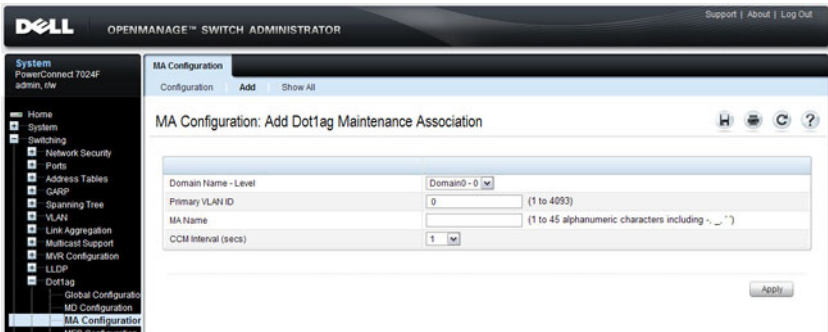 Support | About | Log Out
DELL OPENMANAGE™ SWITCH ADMINISTRATOR
System
PowerConnect 7024F
admin, r/w
Home
System
Switching
Network Security
Ports
Address Tables
GARP
Spanning Tree
VLAN
Link Aggregation
Multicast Support
MVR Configuration
LLDP
Dot1ag
Global Configuratio
MD Configuration
MA Configuration
MA Configuration
Configuration Add Show All
MA Configuration: Add Dot1ag Maintenance Association
Domain Name - Level Domain0 - 0
Primary VLAN ID 0 (1 to 4093)
MA Name (1 to 45 alphanumeric characters including -, _, ' ')
CCM Interval (secs) 1
Apply